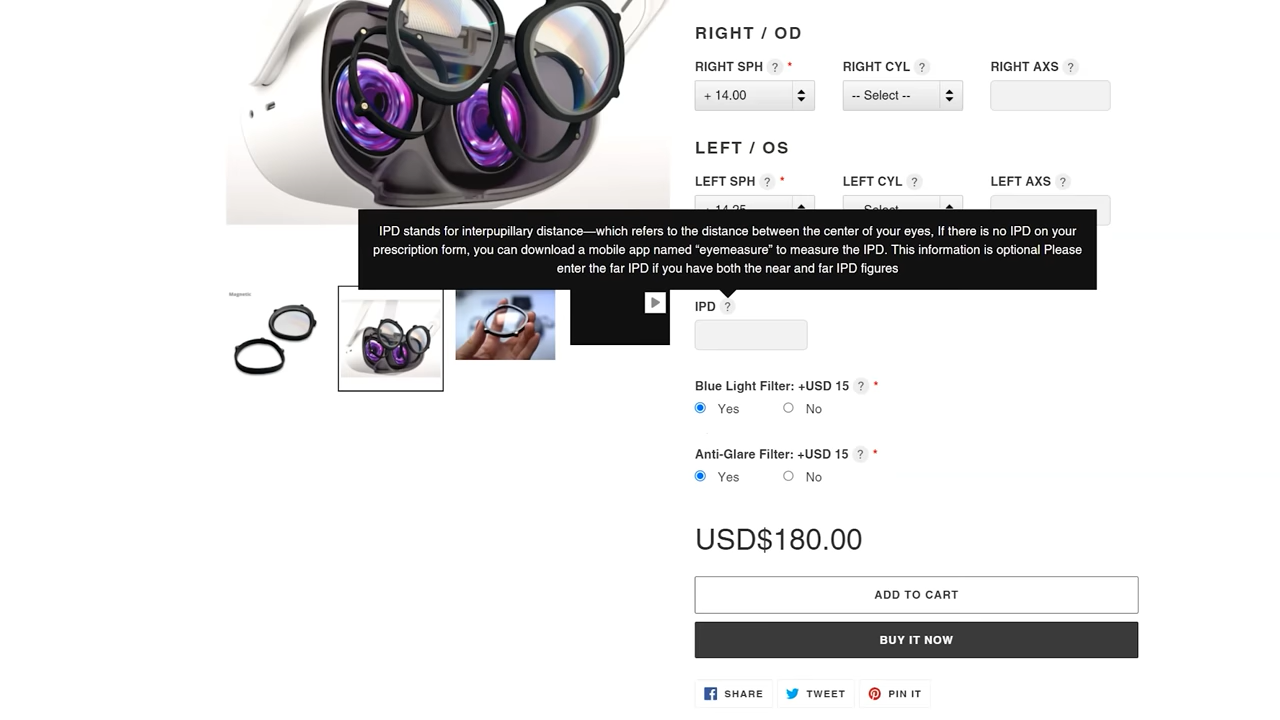 RIGHT / OD
RIGHT SPH ? *
RIGHT CYL ?
RIGHT AXS ?
+ 14.00
-- Select --
LEFT / OS
LEFT SPH ? *
LEFT CYL ?
LEFT AXS ?
IPD stands for interpupillary distance—which refers to the distance between the center of your eyes, If there is no IPD on your
prescription form, you can download a mobile app named “eyemeasure” to measure the IPD. This information is optional Please
enter the far IPD if you have both the near and far IPD figures
Magnetic
IPD ?
Blue Light Filter: +USD 15 ? *
Yes
No
Anti-Glare Filter: +USD 15 ? *
Yes
No
USD$180.00
ADD TO CART
BUY IT NOW
SHARE
TWEET
PIN IT